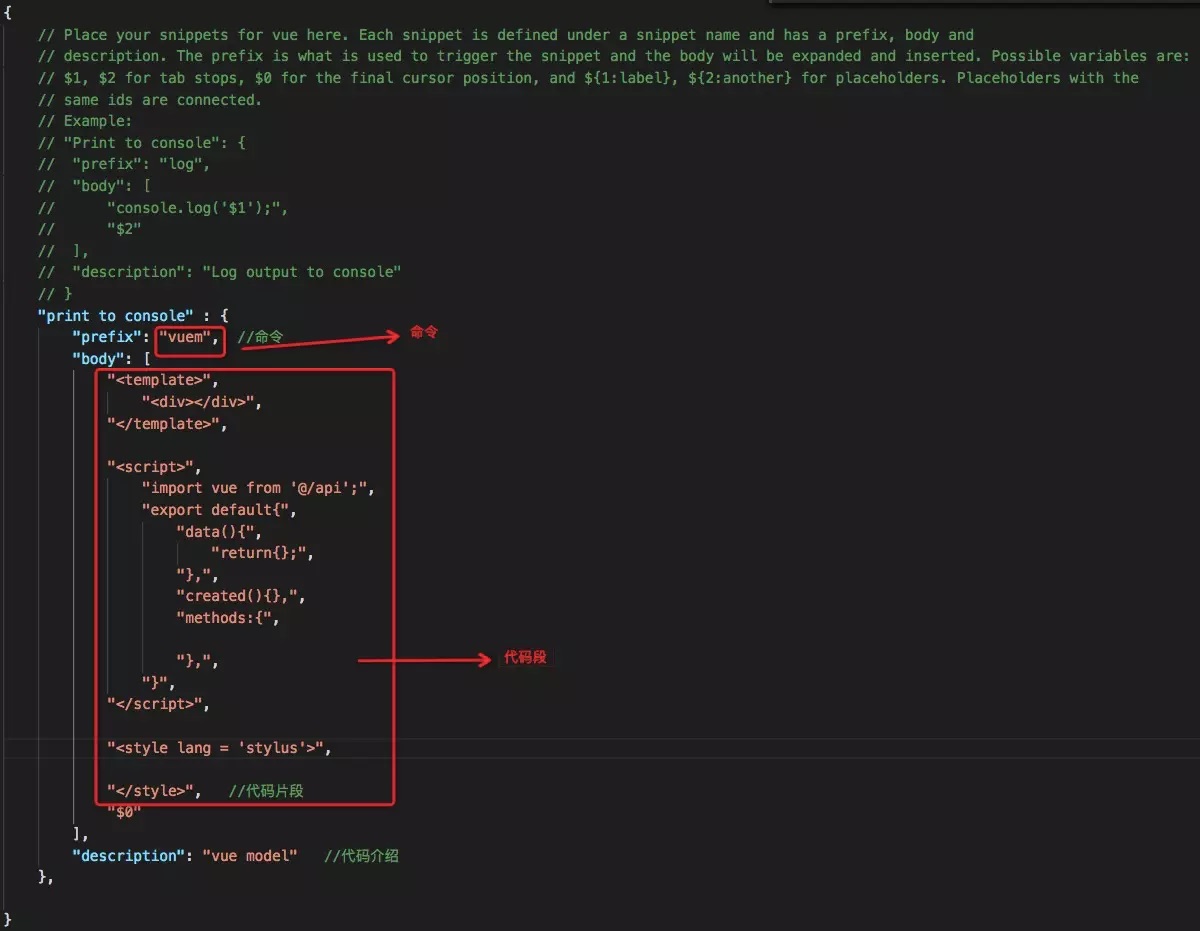 {
// Place your snippets for vue here. Each snippet is defined under a snippet name and has a prefix, body and
// description. The prefix is what is used to trigger the snippet and the body will be expanded and inserted. Possible variables are:
// $1, $2 for tab stops, $0 for the final cursor position, and ${1:label}, ${2:another} for placeholders. Placeholders with the
// same ids are connected.
// Example:
// "Print to console": {
//  "prefix": "log",
//  "body": [
//      "console.log('$1');",
//      "$2"
//  ],
//  "description": "Log output to console"
// }
"print to console" : {
"prefix": "vuem",  //命令 命令
"body": [
"<template>",
"<div></div>",
"</template>",
"<script>",
"import vue from '@/api';",
"export default{",
"data(){",
"return{};",
"},",
"created(){},",
"methods:{",
"},", 代码段
"}",
"</script>",
"<style lang = 'stylus'>",
"</style>",   //代码片段
"$0"
],
"description": "vue model"   //代码介绍
},
}